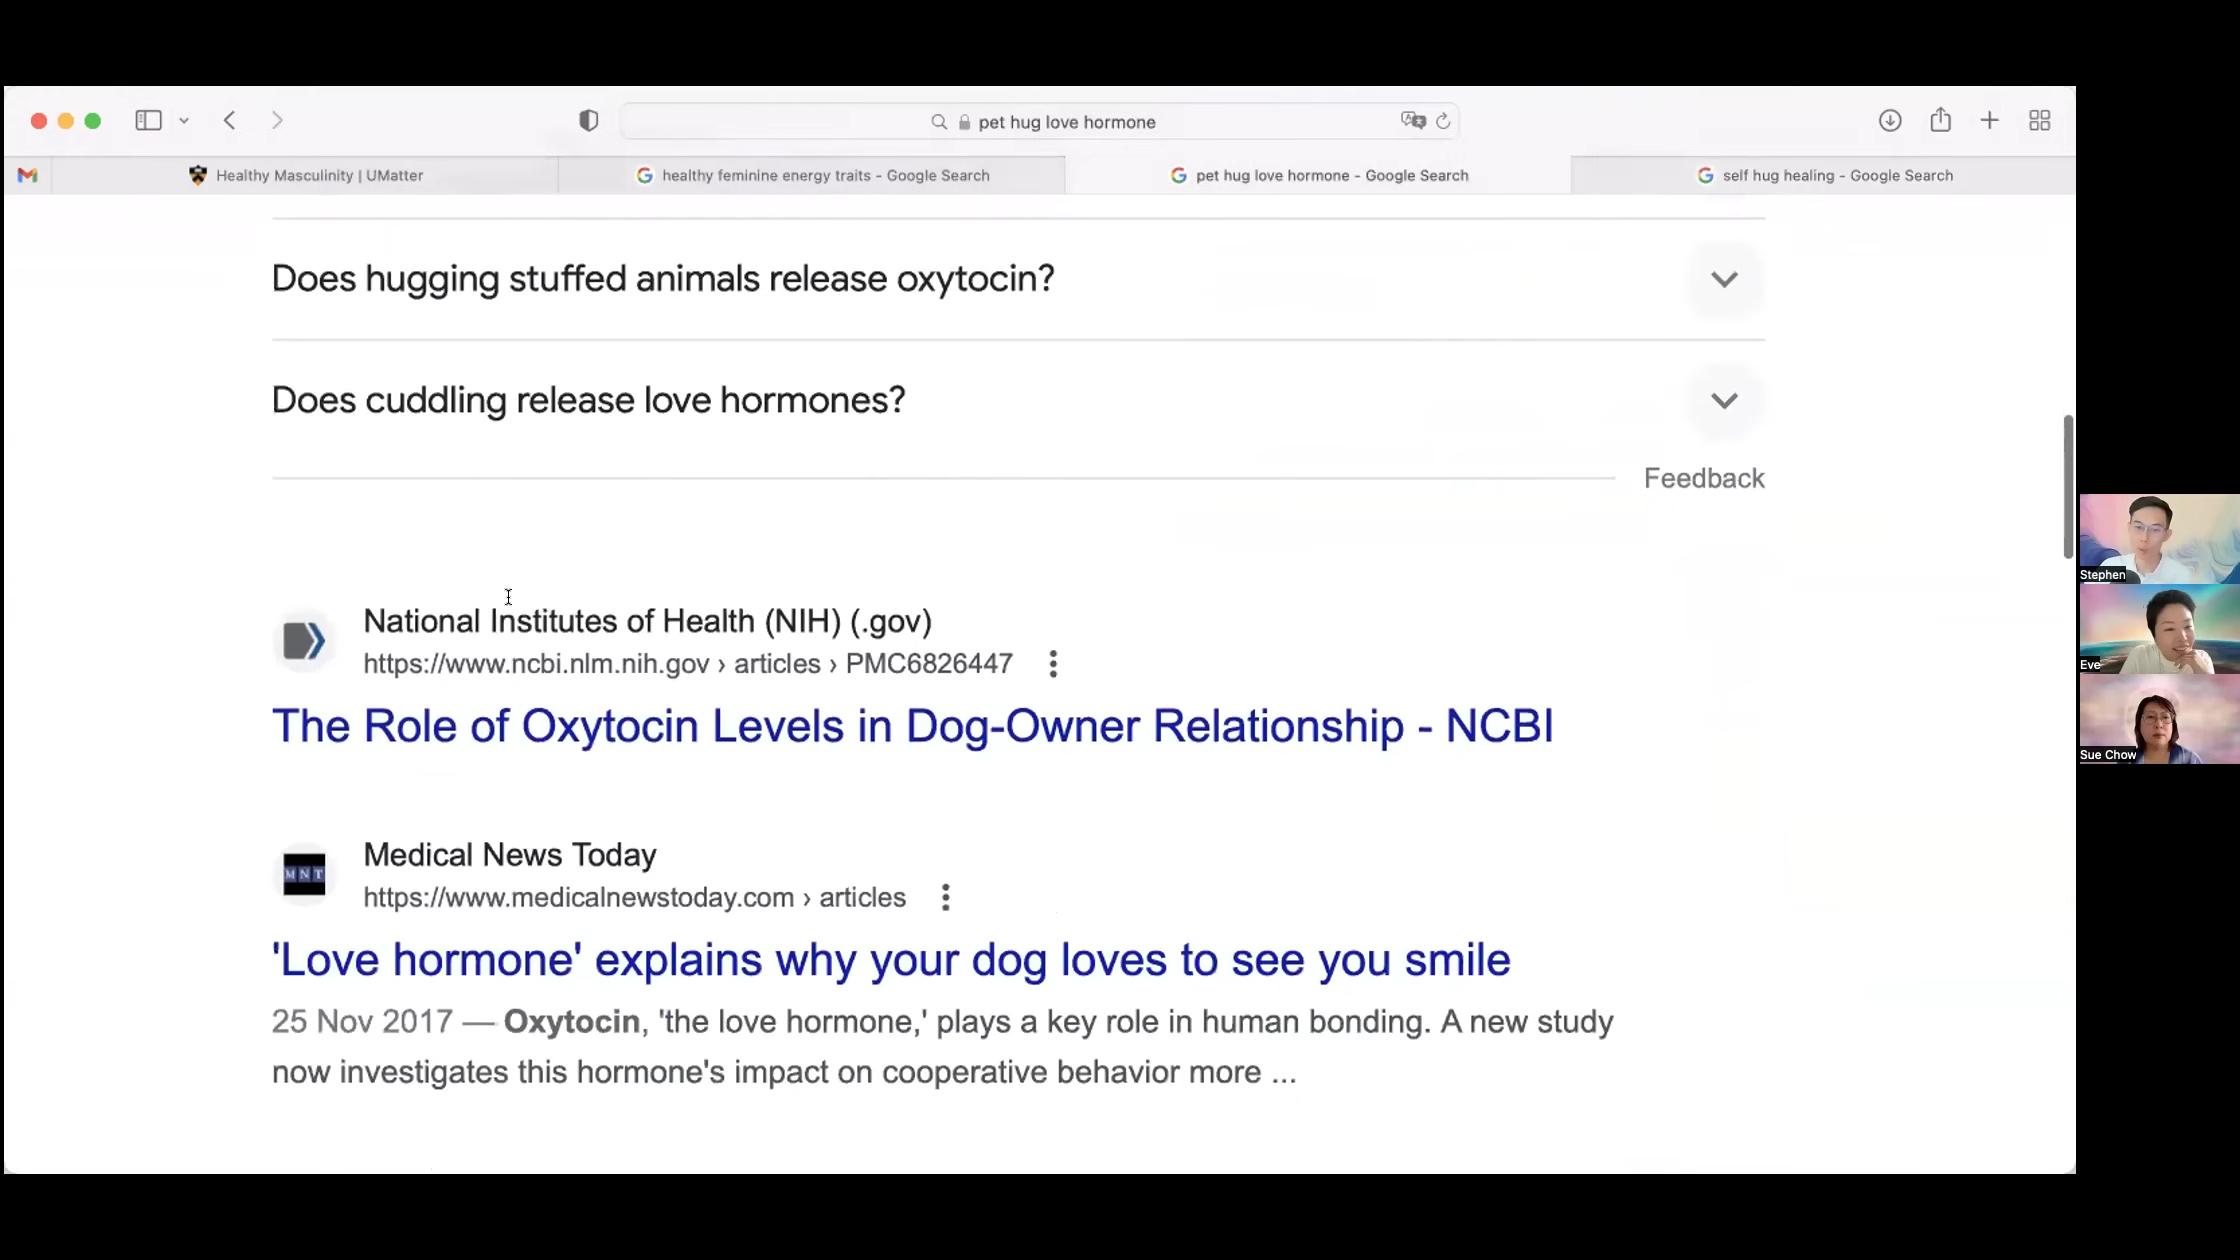 pet hug love hormone
Healthy Masculinity | UMatter
healthy feminine energy traits - Google Search
pet hug love hormone - Google Search
self hug healing - Google Search
Does hugging stuffed animals release oxytocin?
Does cuddling release love hormones?
Feedback
National Institutes of Health (NIH) (.gov)
https://www.ncbi.nlm.nih.gov › articles › PMC6826447
The Role of Oxytocin Levels in Dog-Owner Relationship - NCBI
MNT
Medical News Today
https://www.medicalnewstoday.com › articles
'Love hormone' explains why your dog loves to see you smile
25 Nov 2017 — Oxytocin, 'the love hormone,' plays a key role in human bonding. A new study
now investigates this hormone's impact on cooperative behavior more ...
Stephen
Eve
Sue Chow